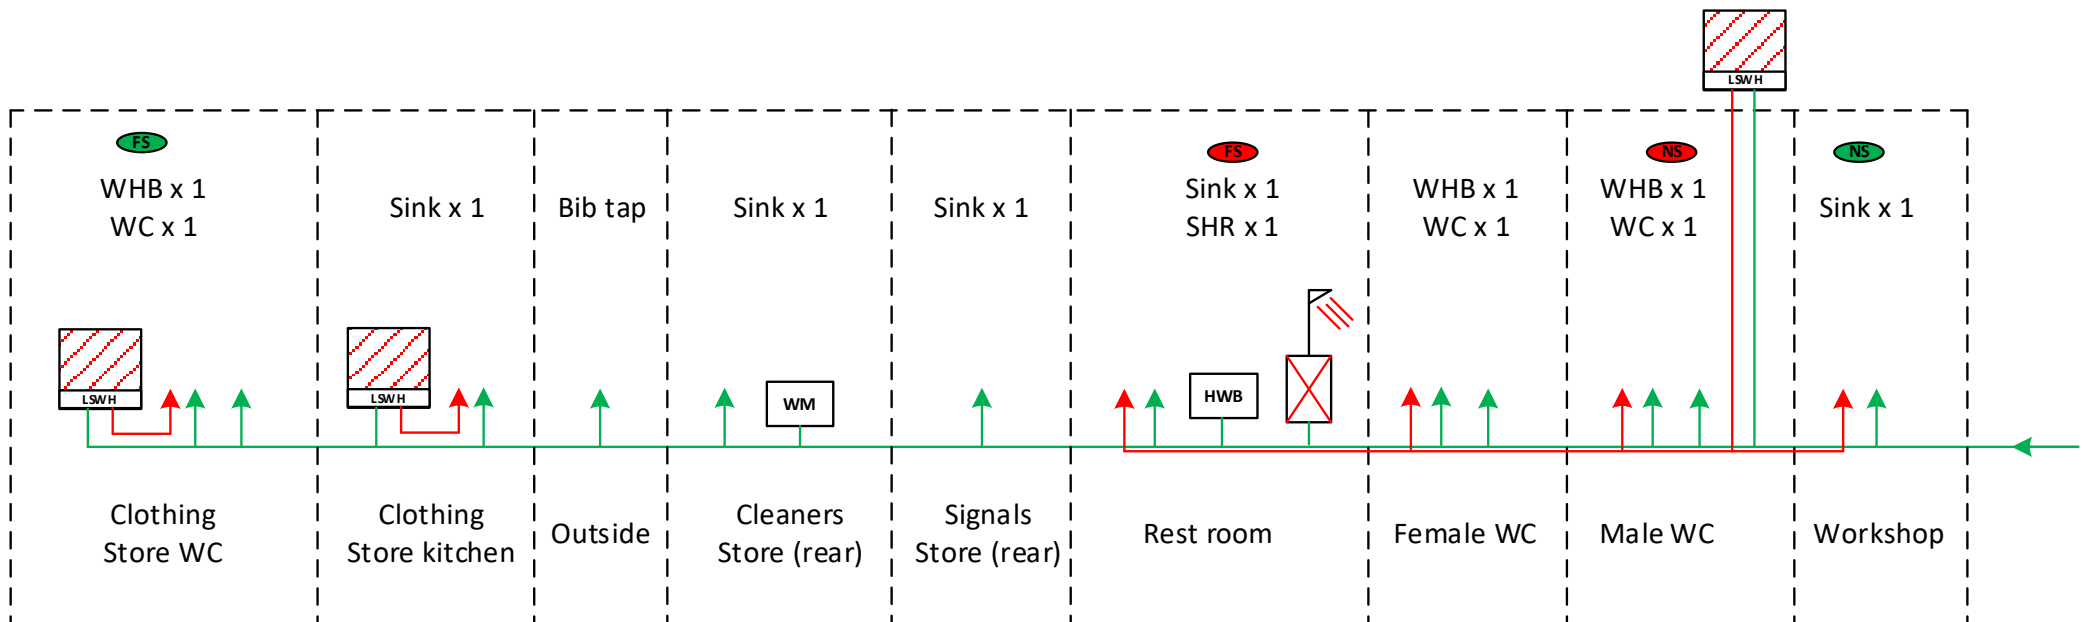 LSWH
FS
WHB x 1
WC x 1
Sink x 1
Bib tap
Sink x 1
Sink x 1
FS
Sink x 1
SHR x 1
WHB x 1
WC x 1
NS
WHB x 1
WC x 1
NS
Sink x 1
LSWH
LSWH
WM
HWB
Clothing
Store WC
Clothing
Store kitchen
Outside
Cleaners
Store (rear)
Signals
Store (rear)
Rest room
Female WC
Male WC
Workshop